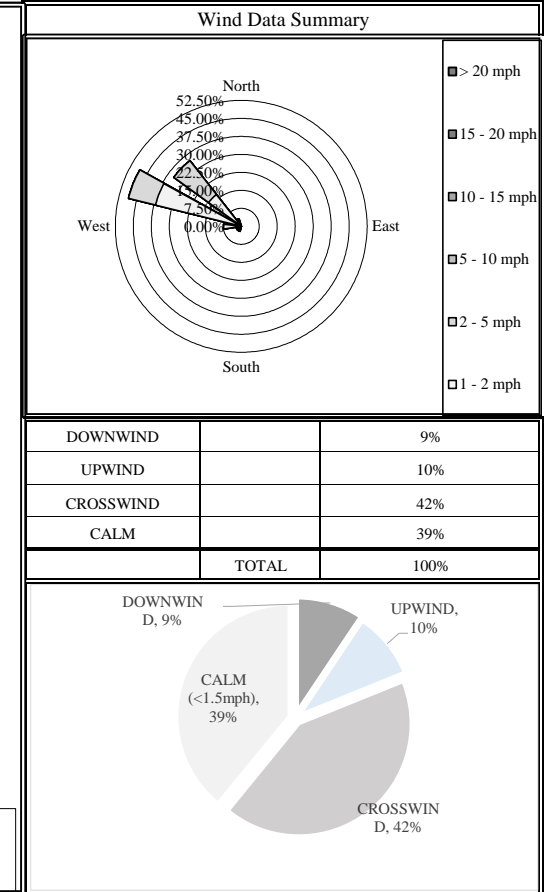 Wind Data Summary
North
52.50%
45.00%
37.50%
30.00%
22.50%
15.00%
7.50%
0.00%
West
East
South
> 20 mph
15 - 20 mph
10 - 15 mph
5 - 10 mph
2 - 5 mph
1 - 2 mph
DOWNWIND 9%
UPWIND 10%
CROSSWIND 42%
CALM 39%
TOTAL 100%
DOWNWIN
D, 9%
UPWIND,
10%
CALM
(<1.5mph),
39%
CROSSWIN
D, 42%